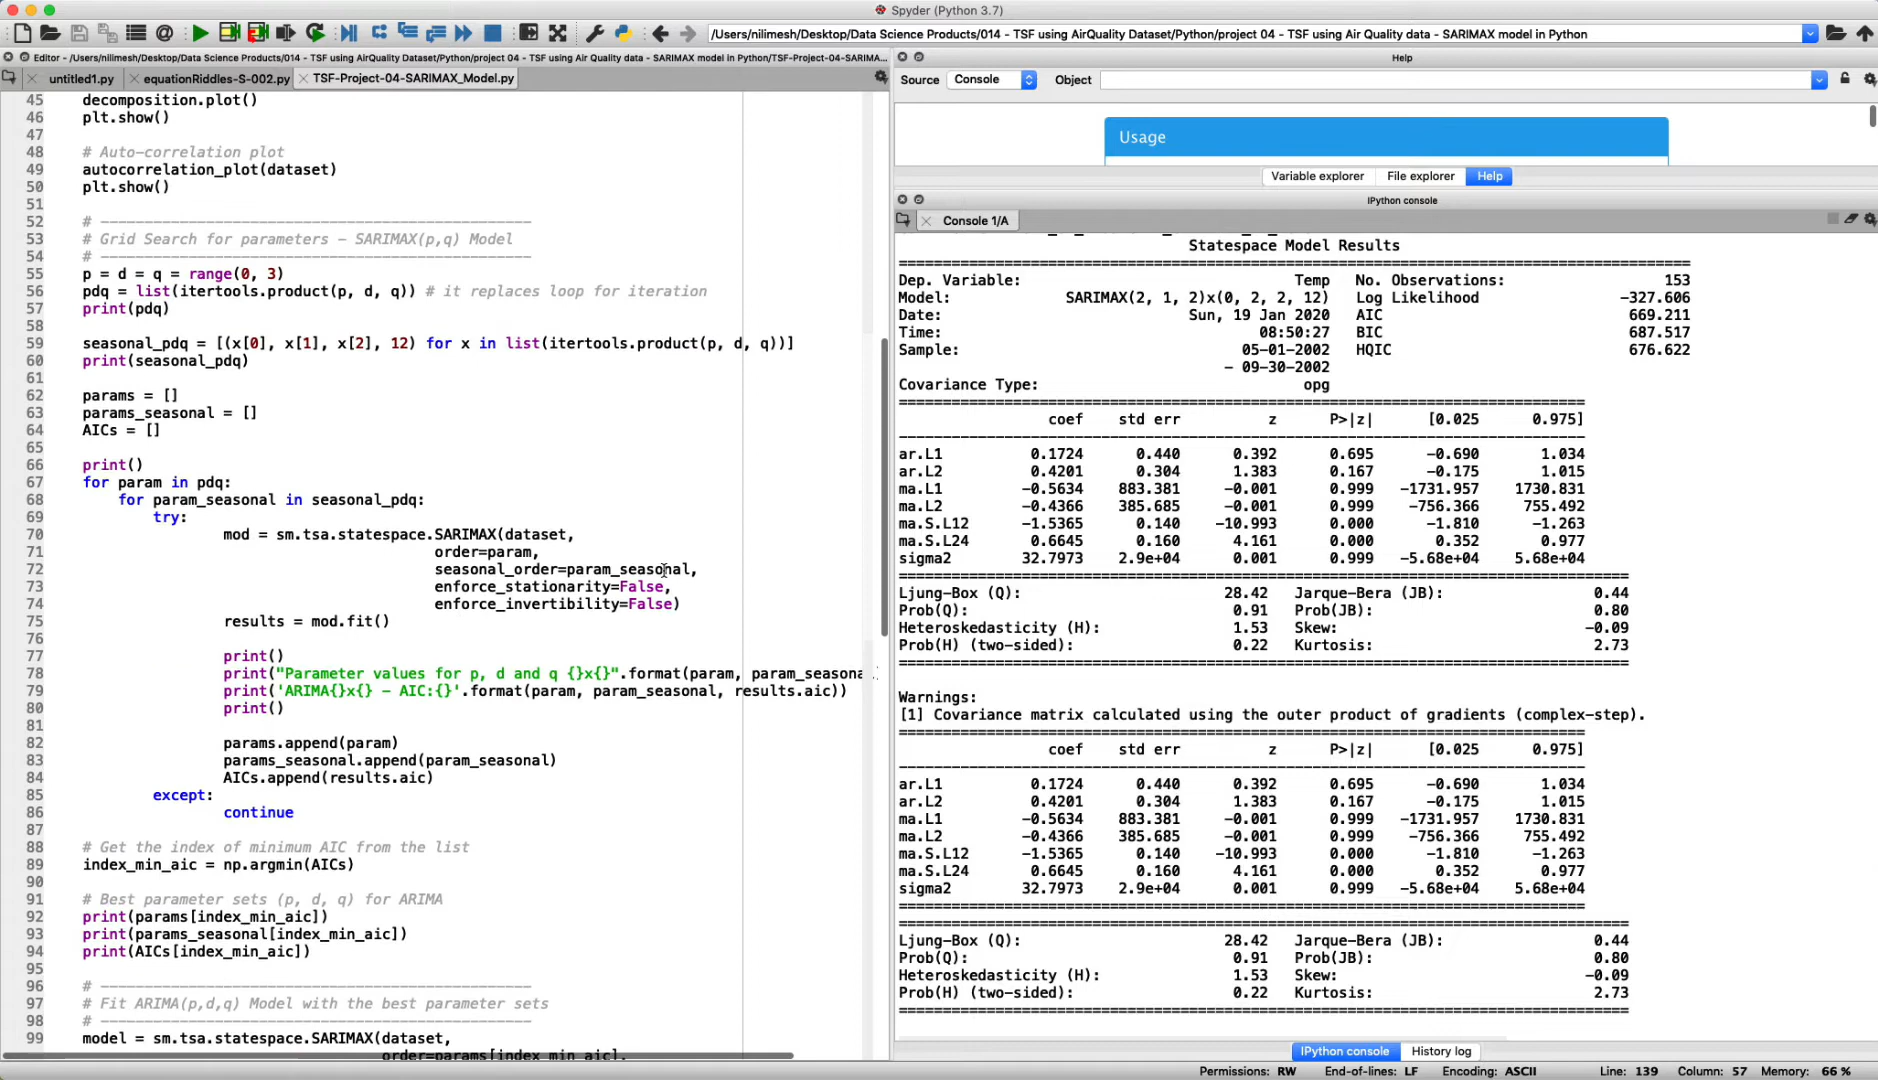 Spyder (Python 3.7)
/Users/nilimesh/Desktop/Data Science Products/014 - TSF using AirQuality Dataset/Python/project 04 - TSF using Air Quality data - SARIMAX model in Python
Editor - /Users/nilimesh/Desktop/Data Science Products/014 - TSF using AirQuality Dataset/Python/project 04 - TSF using Air Quality data - SARIMAX model in Python/TSF-Project-04-SARIMA...
untitled1.py equationRiddles-S-002.py TSF-Project-04-SARIMAX_Model.py
45 decomposition.plot()
46 plt.show()
47
48 # Auto-correlation plot
49 autocorrelation_plot(dataset)
50 plt.show()
51
52 # -------------------------------------------------
53 # Grid Search for parameters - SARIMAX(p,q) Model
54 # -------------------------------------------------
55 p = d = q = range(0, 3)
56 pdq = list(itertools.product(p, d, q)) # it replaces loop for iteration
57 print(pdq)
58
59 seasonal_pdq = [(x[0], x[1], x[2], 12) for x in list(itertools.product(p, d, q))]
60 print(seasonal_pdq)
61
62 params = []
63 params_seasonal = []
64 AICs = []
65
66 print()
67 for param in pdq:
68 for param_seasonal in seasonal_pdq:
69 try:
70 mod = sm.tsa.statespace.SARIMAX(dataset,
71 order=param,
72 seasonal_order=param_seasonal,
73 enforce_stationarity=False,
74 enforce_invertibility=False)
75 results = mod.fit()
76
77 print()
78 print("Parameter values for p, d and q {}x{}".format(param, param_seasona
79 print('ARIMA{}x{} - AIC:{}'.format(param, param_seasonal, results.aic))
80 print()
81
82 params.append(param)
83 params_seasonal.append(param_seasonal)
84 AICs.append(results.aic)
85 except:
86 continue
87
88 # Get the index of minimum AIC from the list
89 index_min_aic = np.argmin(AICs)
90
91 # Best parameter sets (p, d, q) for ARIMA
92 print(params[index_min_aic])
93 print(params_seasonal[index_min_aic])
94 print(AICs[index_min_aic])
95
96 # -------------------------------------------------
97 # Fit ARIMA(p,d,q) Model with the best parameter sets
98 # -------------------------------------------------
99 model = sm.tsa.statespace.SARIMAX(dataset,
order=params[index_min_aic],
Help
Source Console Object
Usage
Variable explorer File explorer Help
IPython console
Console 1/A
Statespace Model Results
==========================================================================================
Dep. Variable: Temp No. Observations: 153
Model: SARIMAX(2, 1, 2)x(0, 2, 2, 12) Log Likelihood -327.606
Date: Sun, 19 Jan 2020 AIC 669.211
Time: 08:50:27 BIC 687.517
Sample: 05-01-2002 HQIC 676.622
- 09-30-2002
Covariance Type: opg
==============================================================================
coef std err z P>|z| [0.025 0.975]
------------------------------------------------------------------------------
ar.L1 0.1724 0.440 0.392 0.695 -0.690 1.034
ar.L2 0.4201 0.304 1.383 0.167 -0.175 1.015
ma.L1 -0.5634 883.381 -0.001 0.999 -1731.957 1730.831
ma.L2 -0.4366 385.685 -0.001 0.999 -756.366 755.492
ma.S.L12 -1.5365 0.140 -10.993 0.000 -1.810 -1.263
ma.S.L24 0.6645 0.160 4.161 0.000 0.352 0.977
sigma2 32.7973 2.9e+04 0.001 0.999 -5.68e+04 5.68e+04
===================================================================================
Ljung-Box (Q): 28.42 Jarque-Bera (JB): 0.44
Prob(Q): 0.91 Prob(JB): 0.80
Heteroskedasticity (H): 1.53 Skew: -0.09
Prob(H) (two-sided): 0.22 Kurtosis: 2.73
===================================================================================
Warnings:
[1] Covariance matrix calculated using the outer product of gradients (complex-step).
==============================================================================
coef std err z P>|z| [0.025 0.975]
------------------------------------------------------------------------------
ar.L1 0.1724 0.440 0.392 0.695 -0.690 1.034
ar.L2 0.4201 0.304 1.383 0.167 -0.175 1.015
ma.L1 -0.5634 883.381 -0.001 0.999 -1731.957 1730.831
ma.L2 -0.4366 385.685 -0.001 0.999 -756.366 755.492
ma.S.L12 -1.5365 0.140 -10.993 0.000 -1.810 -1.263
ma.S.L24 0.6645 0.160 4.161 0.000 0.352 0.977
sigma2 32.7973 2.9e+04 0.001 0.999 -5.68e+04 5.68e+04
==============================================================================
===================================================================================
Ljung-Box (Q): 28.42 Jarque-Bera (JB): 0.44
Prob(Q): 0.91 Prob(JB): 0.80
Heteroskedasticity (H): 1.53 Skew: -0.09
Prob(H) (two-sided): 0.22 Kurtosis: 2.73
===================================================================================
IPython console History log
Permissions: RW End-of-lines: LF Encoding: ASCII Line: 139 Column: 57 Memory: 66 %